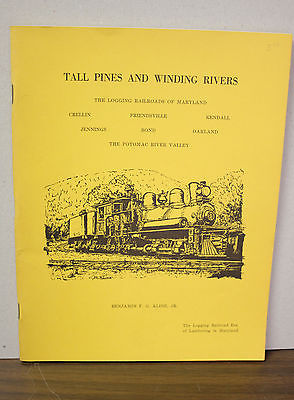 TALL PINES AND WINDING RIVERS
THE LOGGING RAILROADS OF MARYLAND
CRELLIN FRIENDSVILLE KENDALL
JENNINGS BOND OAKLAND
THE POTOMAC RIVER VALLEY
BENJAMIN F. G. KLINE, JR.
The Logging Railroad Era
of Lumbering in Maryland